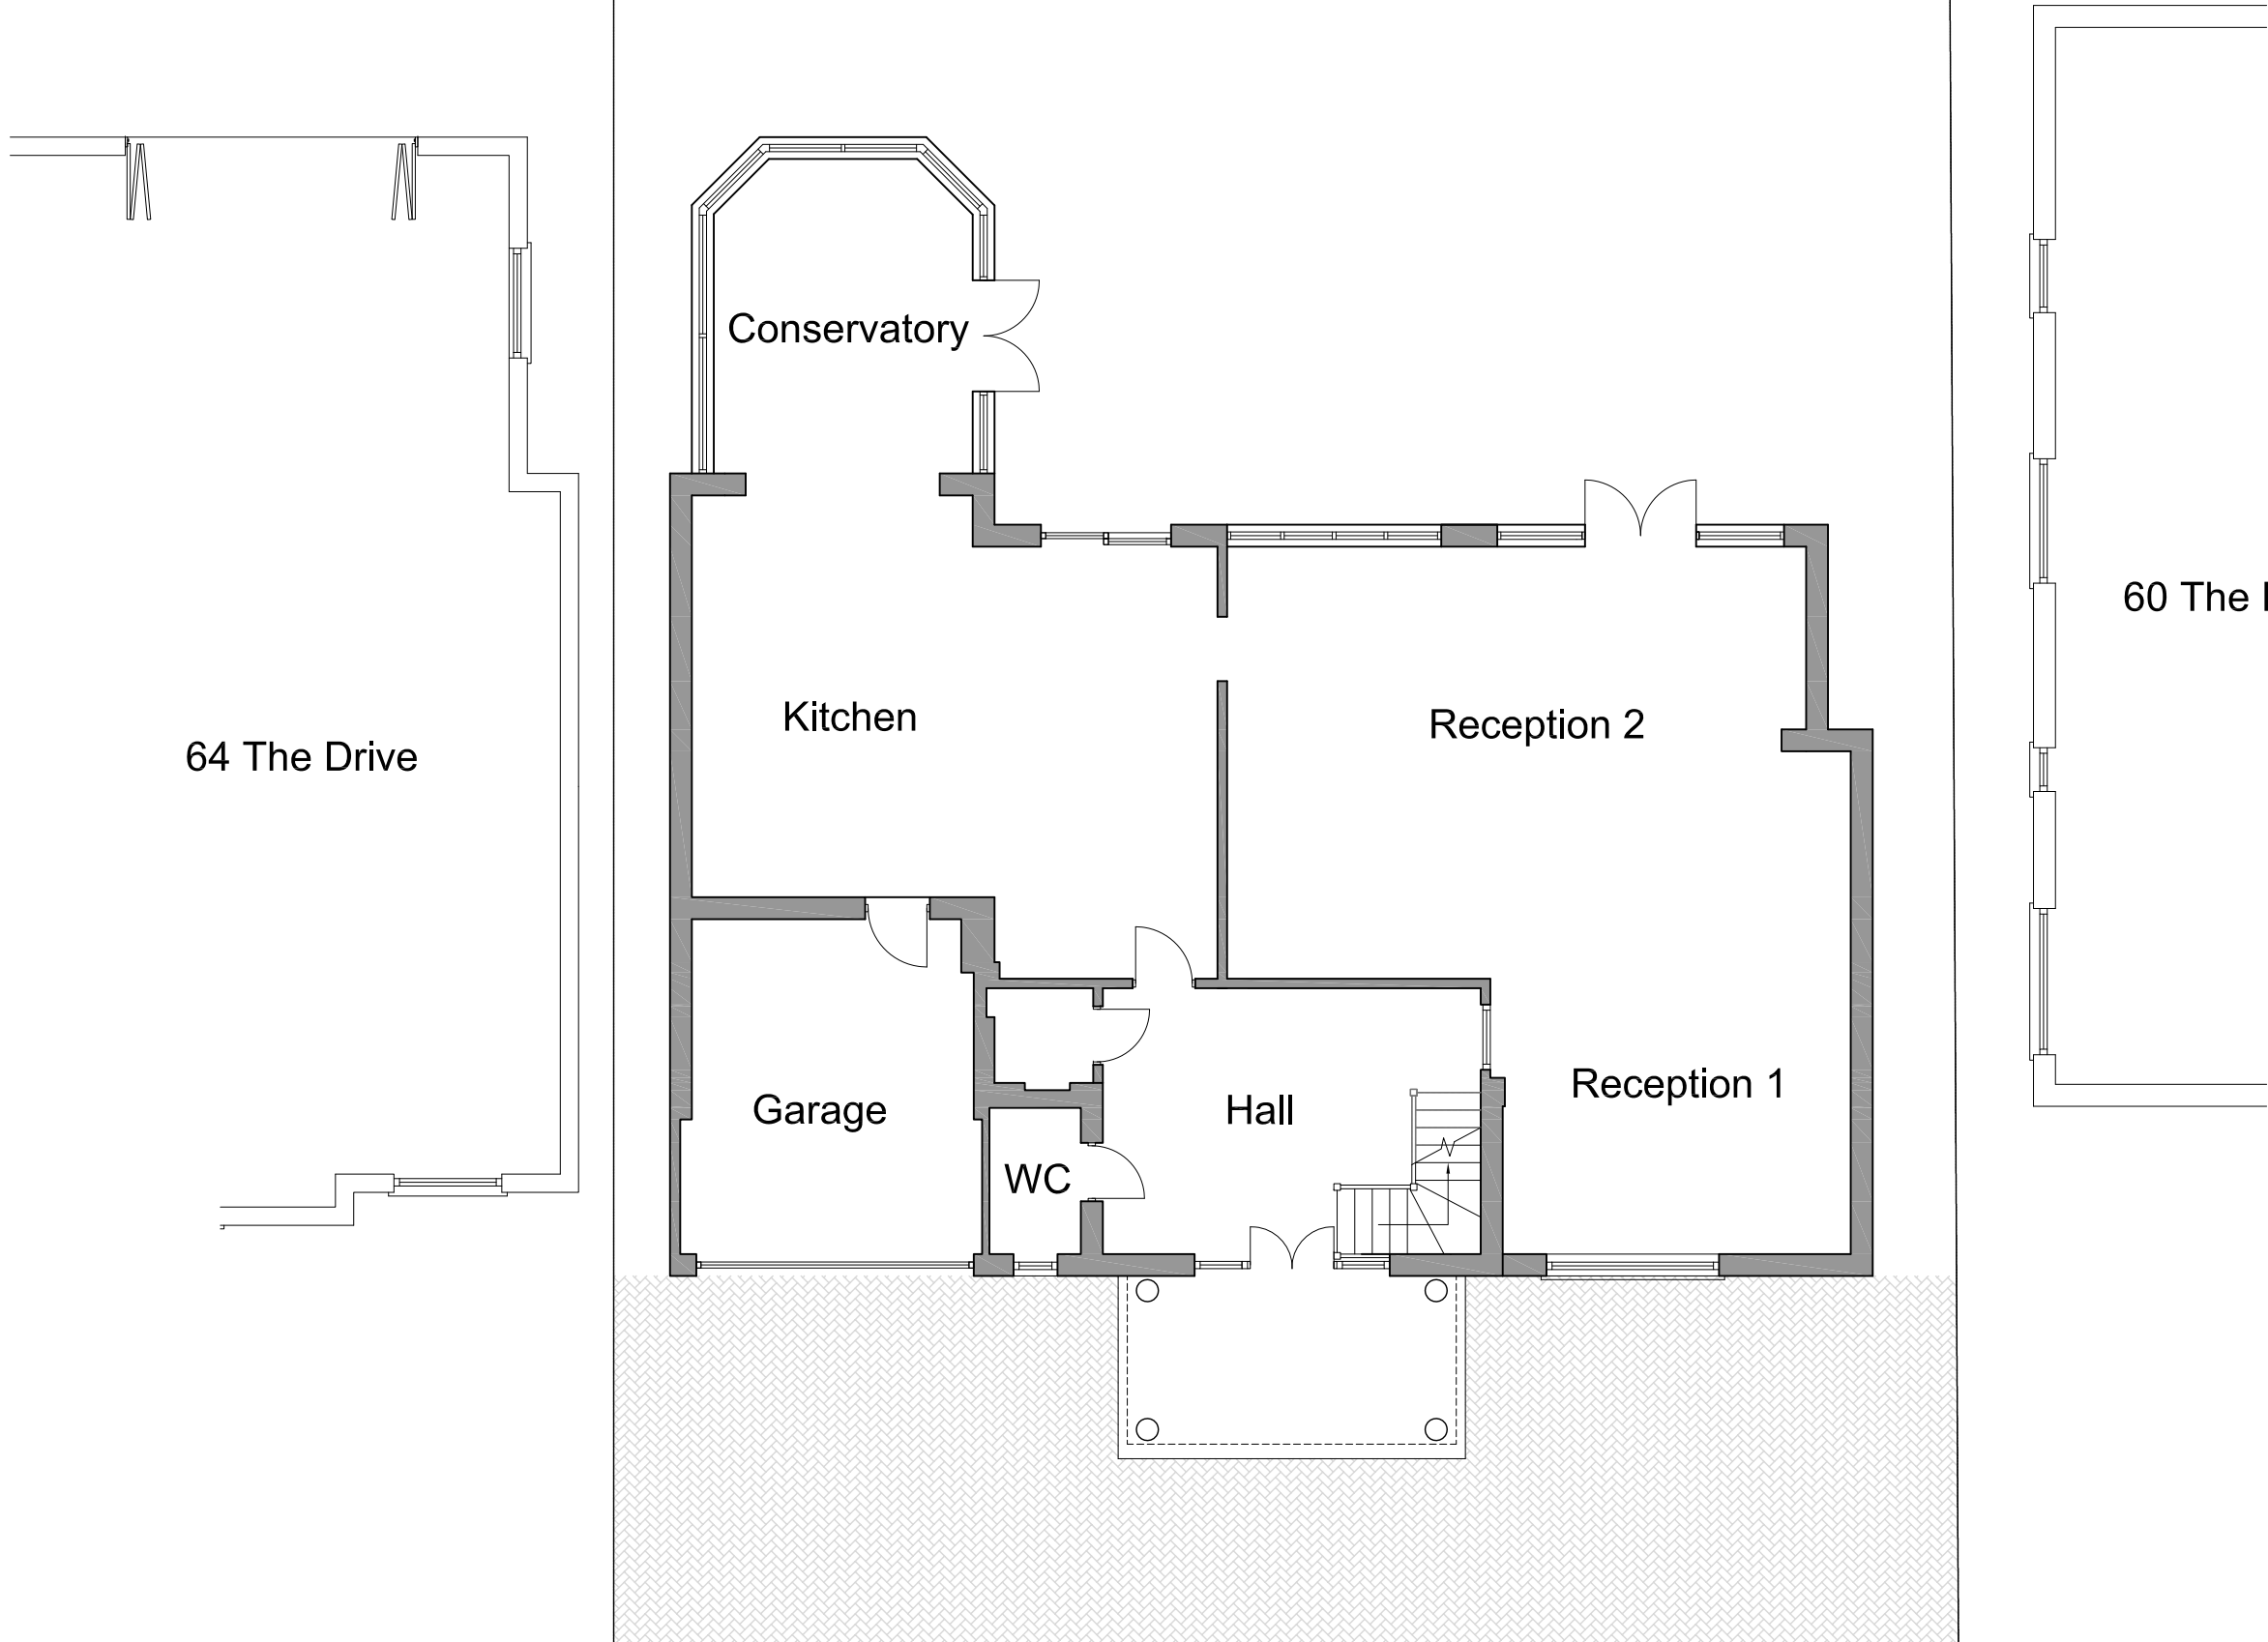 Conservatory
60 The
Kitchen
Reception 2
64 The Drive
Reception 1
Garage
Hall
WC